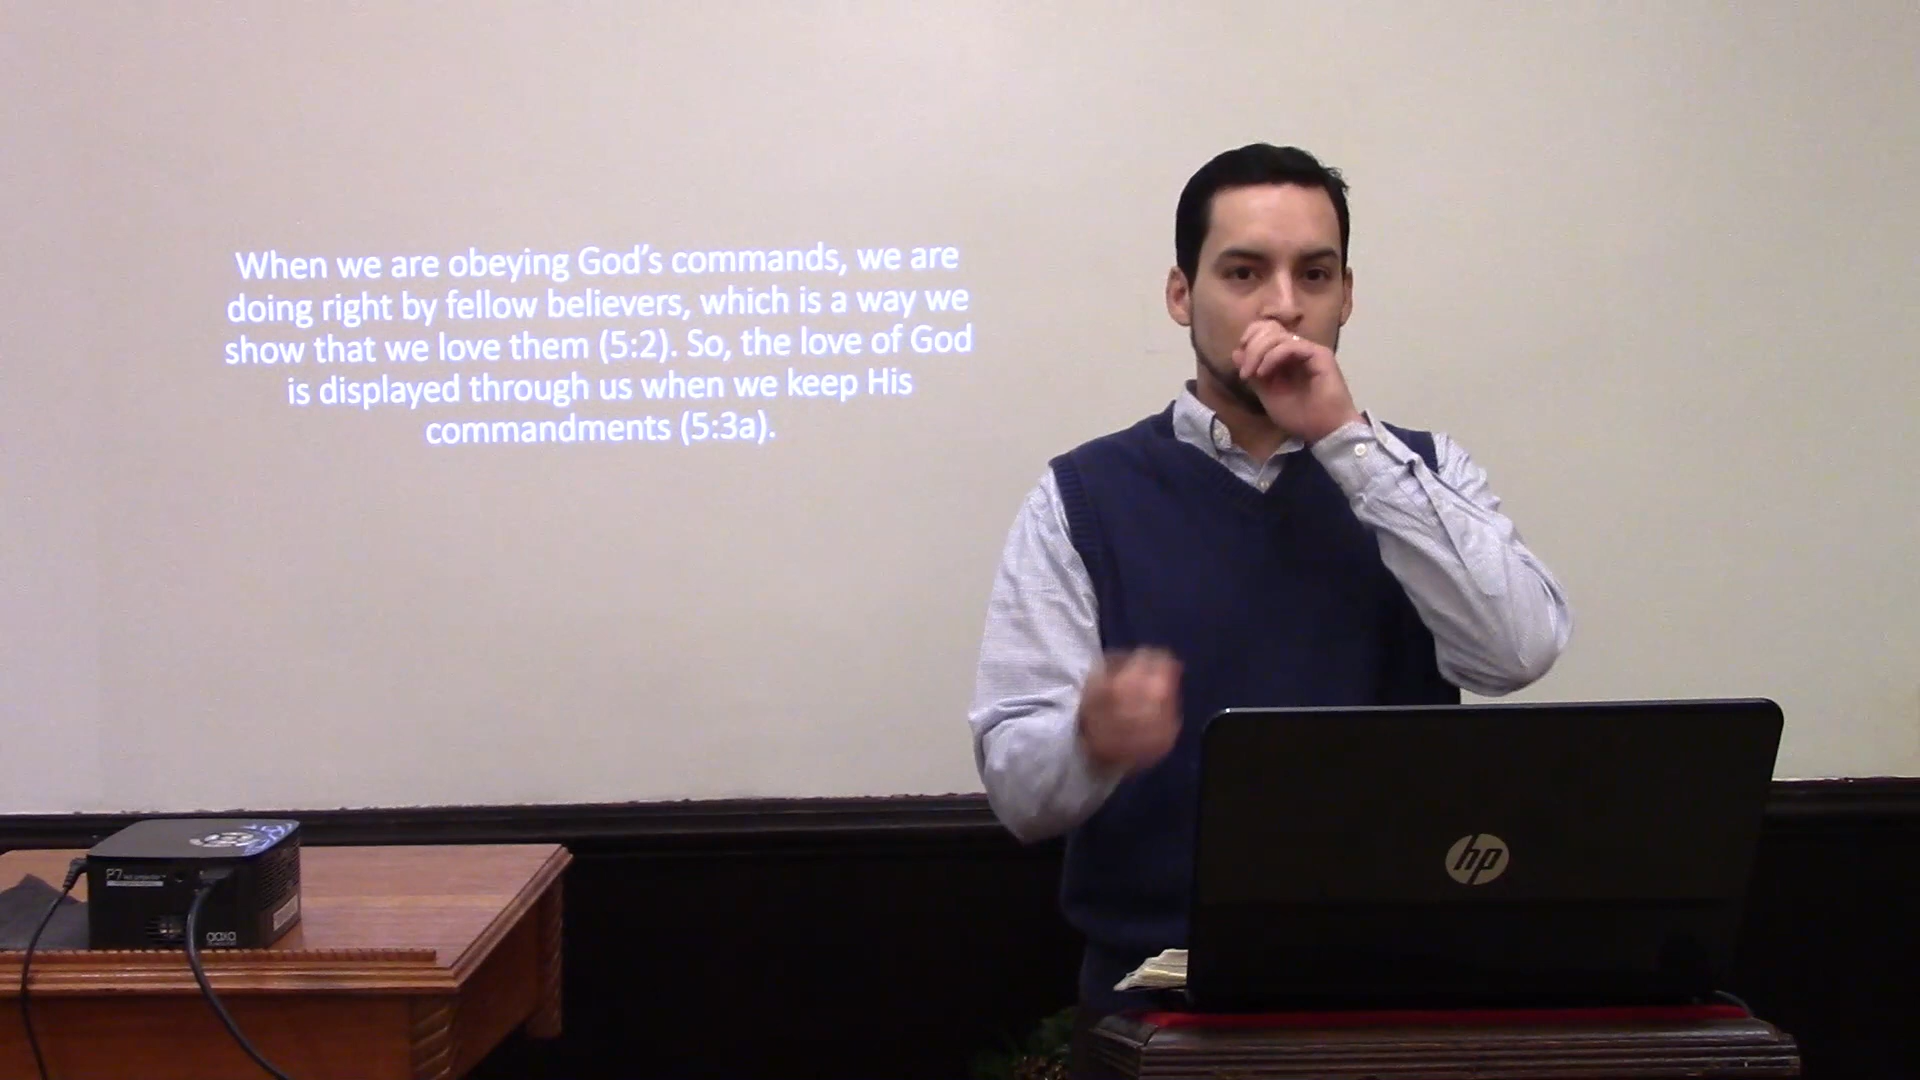 When we are obeying God's commands, we are
doing right by fellow believers, which is a way we
show that we love them (5:2). So, the love of God
is displayed through us when we keep His
commandments (5:3a).
P7
aaxa
hp